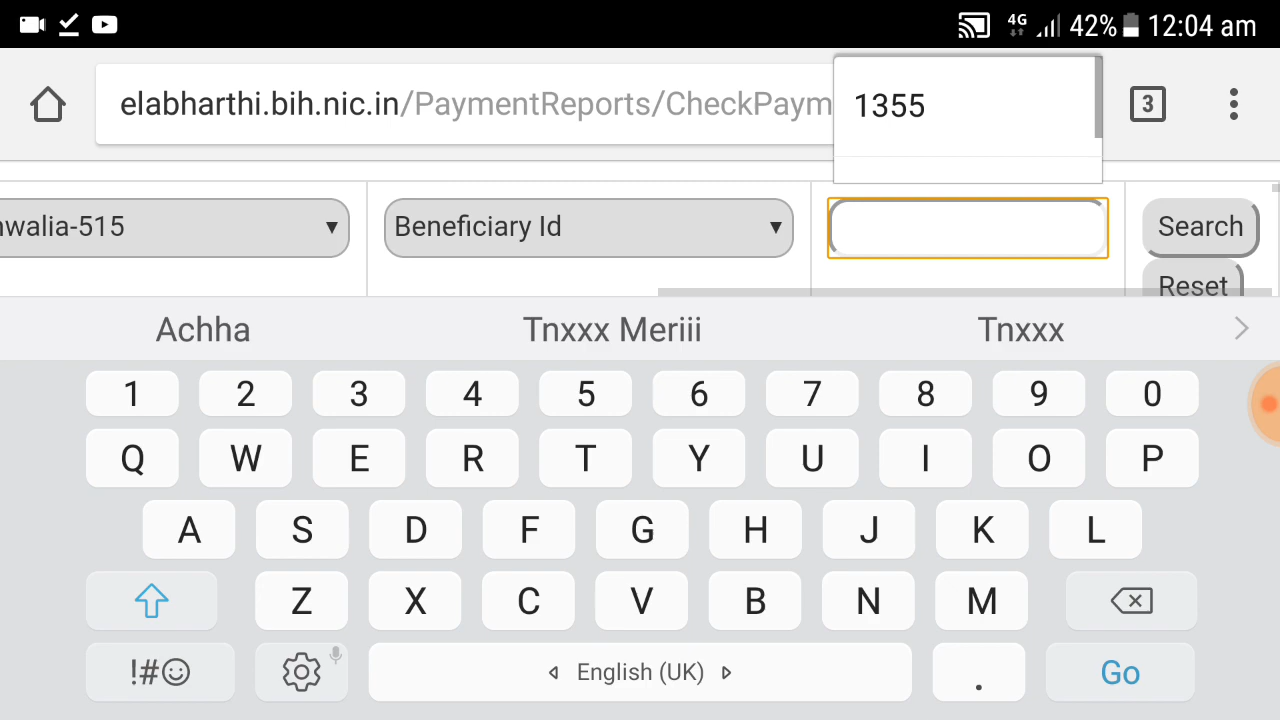 4G 42% 12:04 am
elabharthi.bih.nic.in/PaymentReports/CheckPaym
1355
3
walia-515 Beneficiary Id Search
Reset
Achha Tnxxx Meriii Tnxxx
1 2 3 4 5 6 7 8 9 0
Q W E R T Y U I O P
A S D F G H J K L
Z X C V B N M
!#☺ English (UK) . Go